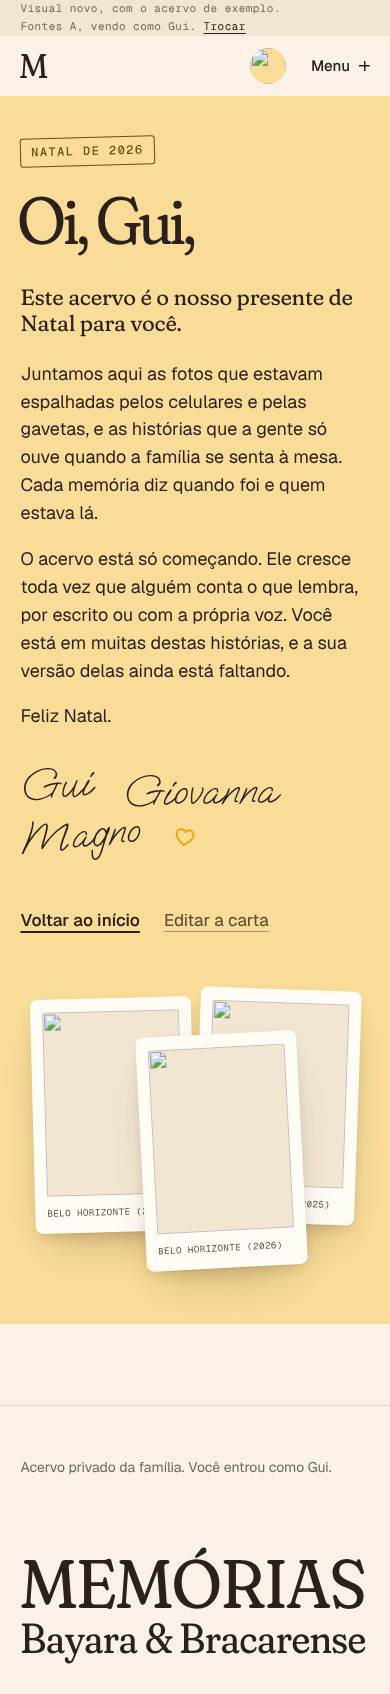 Visual novo, com o acervo de exemplo.
Fontes A, vendo como Gui. Trocar
M
Menu +
NATAL DE 2026
Oi, Gui,
Este acervo é o nosso presente de
Natal para você.
Juntamos aqui as fotos que estavam
espalhadas pelos celulares e pelas
gavetas, e as histórias que a gente só
ouve quando a família se senta à mesa.
Cada memória diz quando foi e quem
estava lá.
O acervo está só começando. Ele cresce
toda vez que alguém conta o que lembra,
por escrito ou com a própria voz. Você
está em muitas destas histórias, e a sua
versão delas ainda está faltando.
Feliz Natal.
Gui Giovanna
Magno
Voltar ao início Editar a carta
BELO HORIZONTE (2
2025)
BELO HORIZONTE (2026)
Acervo privado da família. Você entrou como Gui.
MEMÓRIAS
Bayara & Bracarense